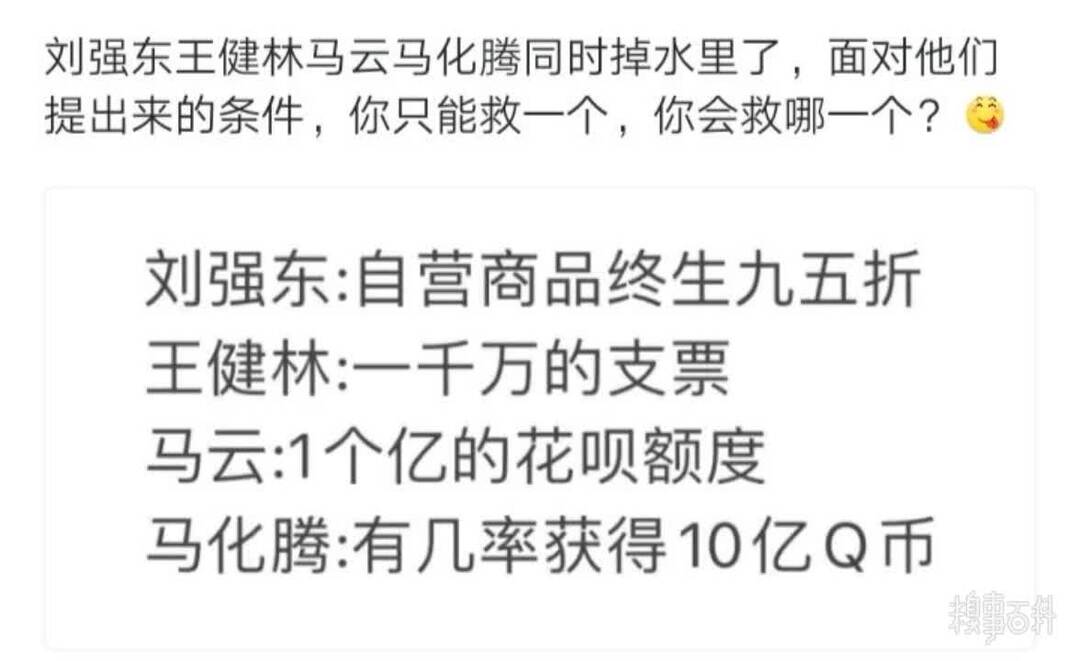 刘强东王健林马云马化腾同时掉水里了，面对他们
提出来的条件，你只能救一个，你会救哪一个？
刘强东:自营商品终生九五折
王健林:一千万的支票
马云:1个亿的花呗额度
马化腾:有几率获得10亿Q币
糗事百科